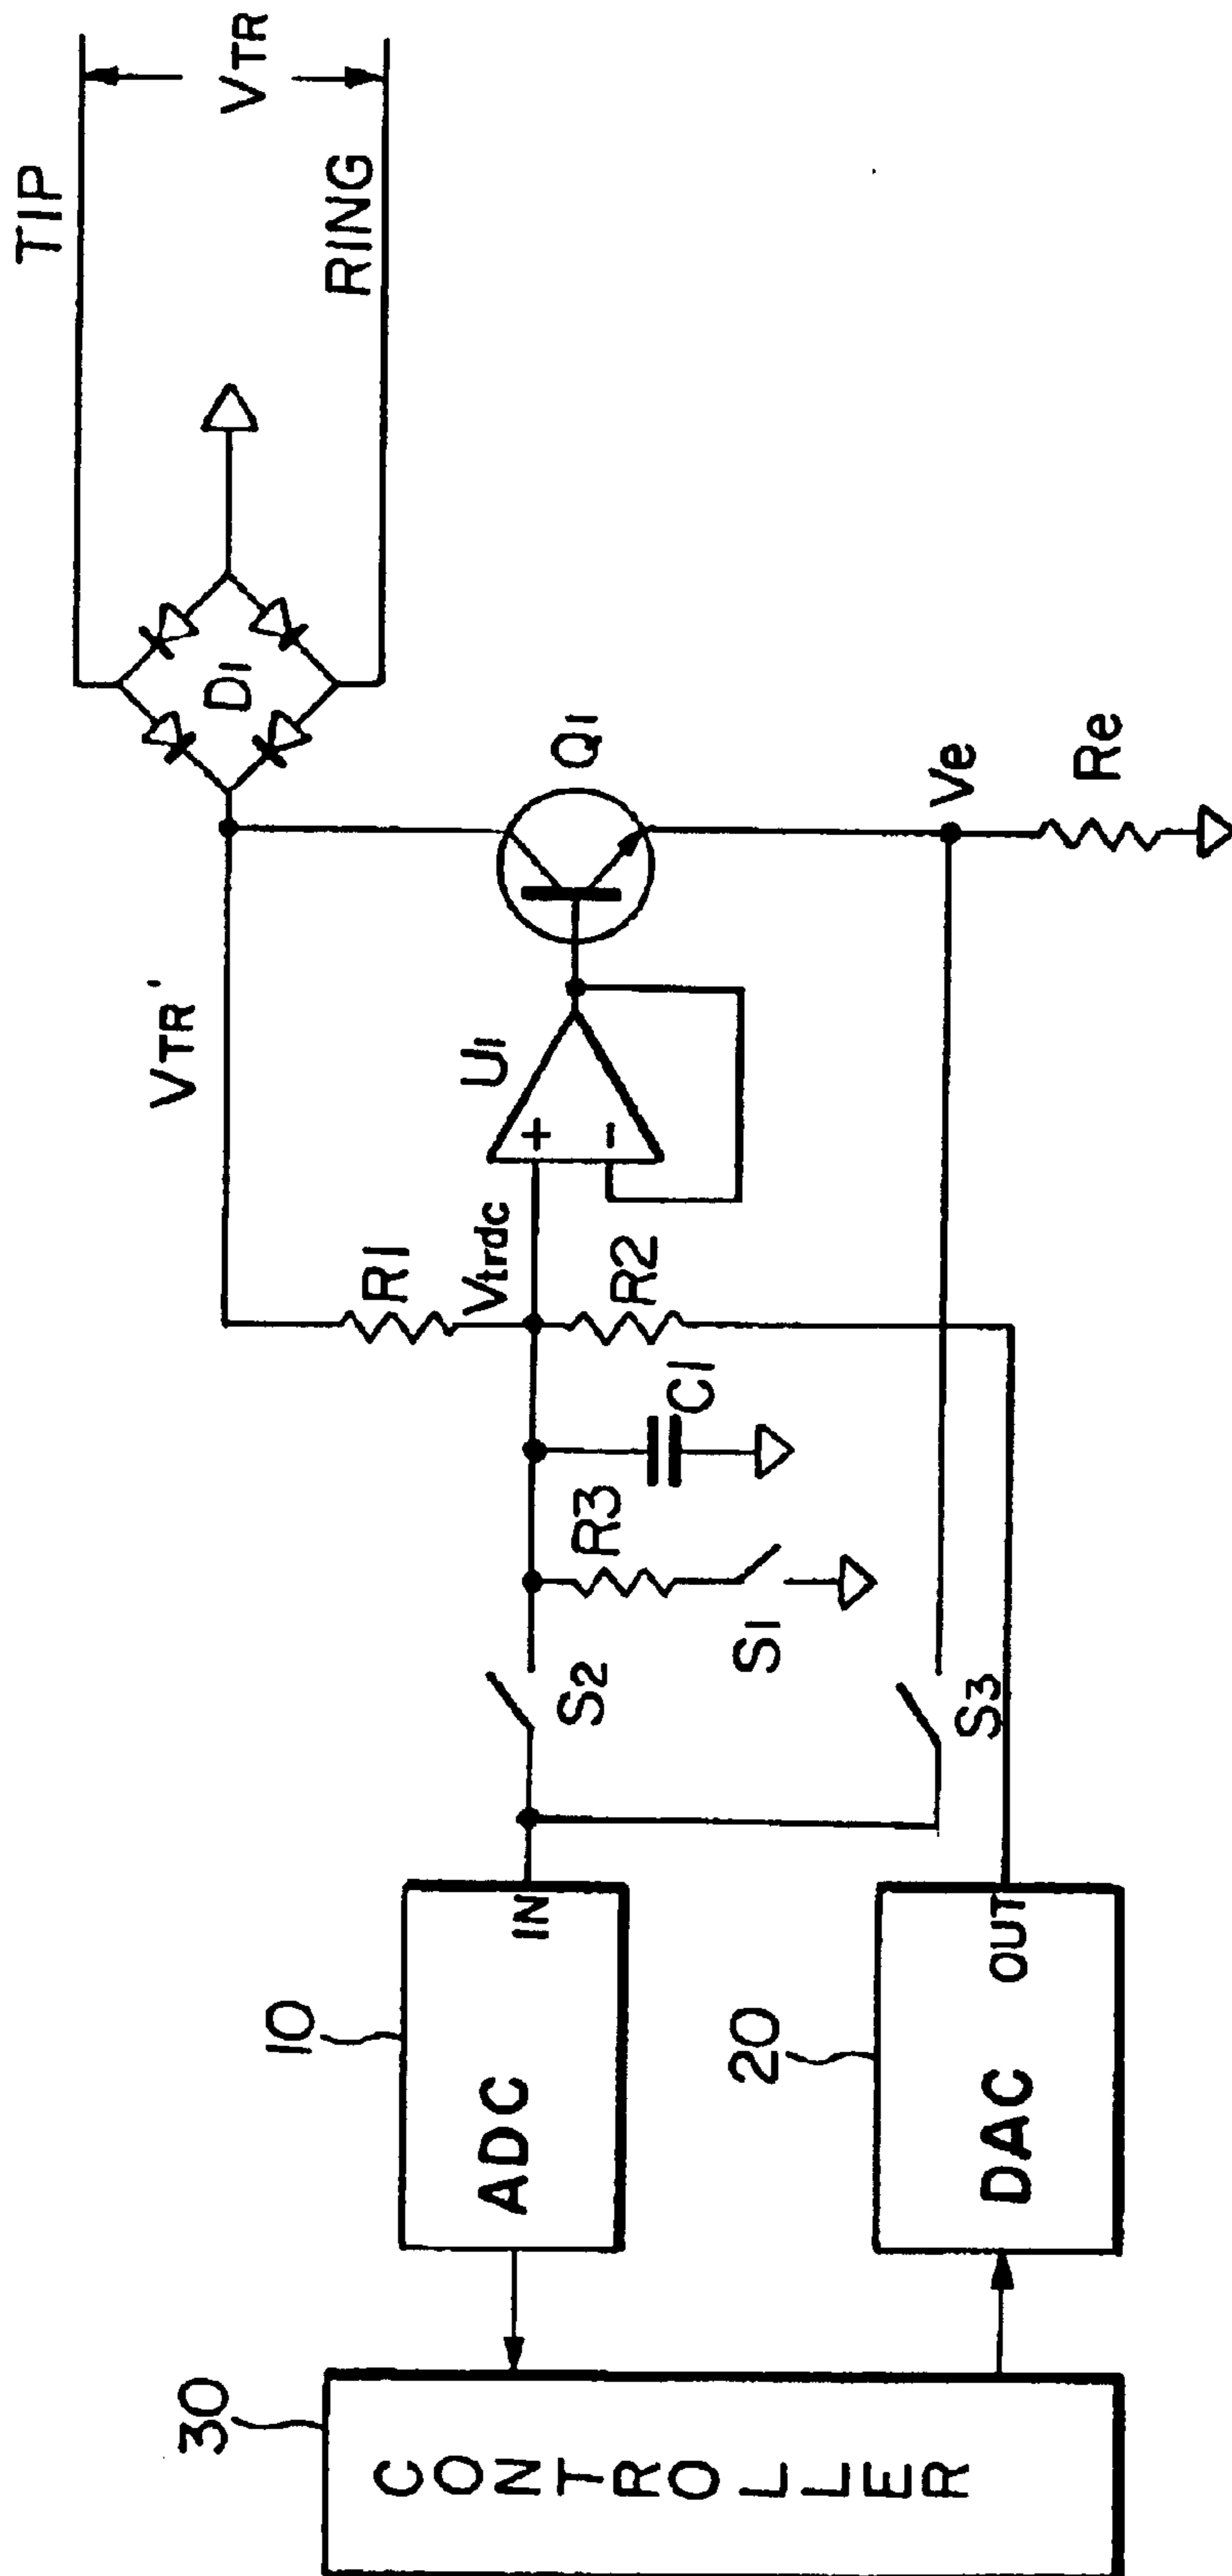 TIP
VTR
RING
D1
VTR'
Q1
U1
+
-
Vtrdc
R1
R2
Ve
Re
C1
R3
S1
S2
S3
10
IN
ADC
20
OUT
DAC
30
CONTROLLER